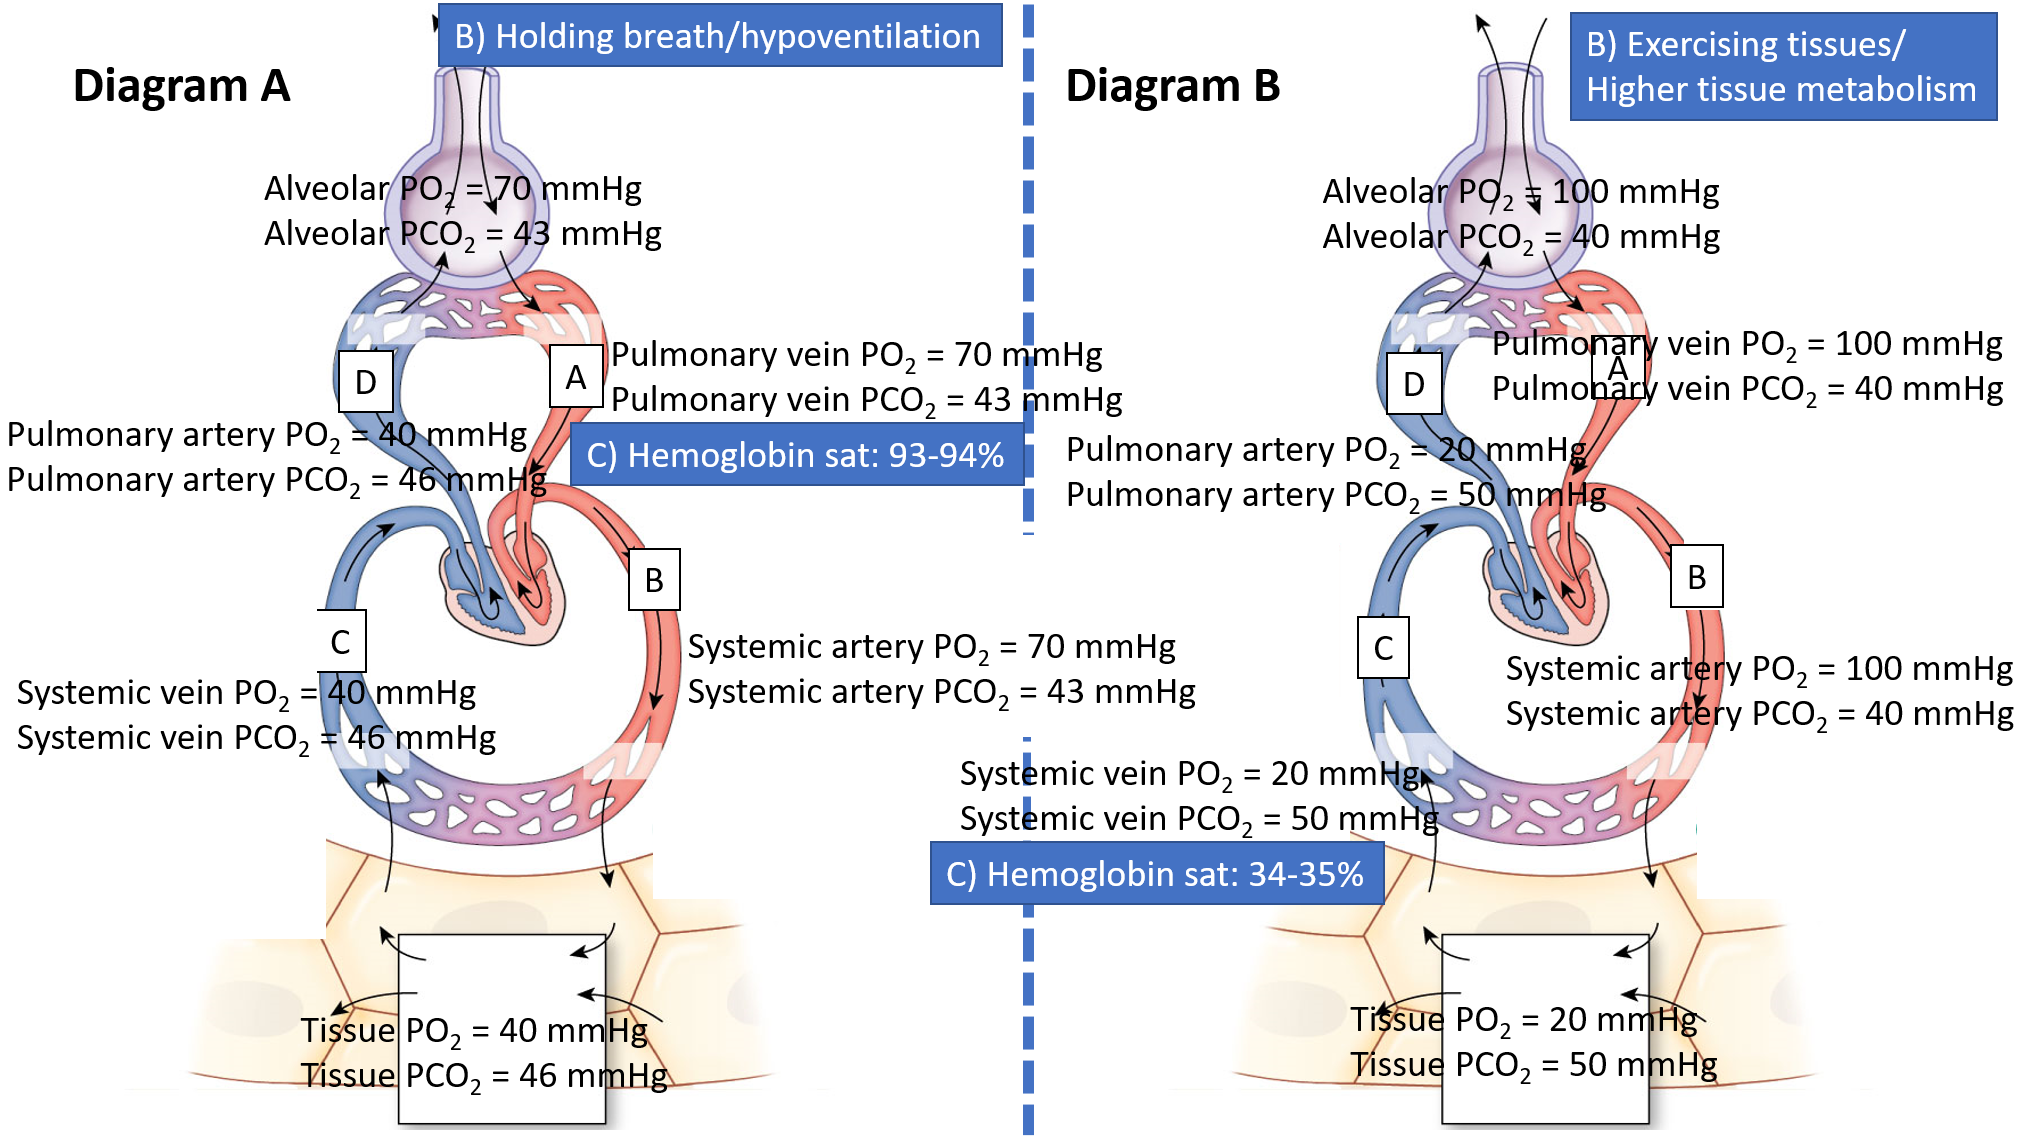 B) Holding breath/hypoventilation
Diagram A
Alveolar PO₂ = 70 mmHg
Alveolar PCO₂ = 43 mmHg
D
A
Pulmonary vein PO₂ = 70 mmHg
Pulmonary vein PCO₂ = 43 mmHg
Pulmonary artery PO₂ = 40 mmHg
Pulmonary artery PCO₂ = 46 mmHg
C) Hemoglobin sat: 93-94%
B
C
Systemic artery PO₂ = 70 mmHg
Systemic artery PCO₂ = 43 mmHg
Systemic vein PO₂ = 40 mmHg
Systemic vein PCO₂ = 46 mmHg
Tissue PO₂ = 40 mmHg
Tissue PCO₂ = 46 mmHg
B) Exercising tissues/
Higher tissue metabolism
Diagram B
Alveolar PO₂ = 100 mmHg
Alveolar PCO₂ = 40 mmHg
Pulmonary vein PO₂ = 100 mmHg
Pulmonary vein PCO₂ = 40 mmHg
D
A
Pulmonary artery PO₂ = 20 mmHg
Pulmonary artery PCO₂ = 50 mmHg
B
C
Systemic artery PO₂ = 100 mmHg
Systemic artery PCO₂ = 40 mmHg
Systemic vein PO₂ = 20 mmHg
Systemic vein PCO₂ = 50 mmHg
C) Hemoglobin sat: 34-35%
Tissue PO₂ = 20 mmHg
Tissue PCO₂ = 50 mmHg